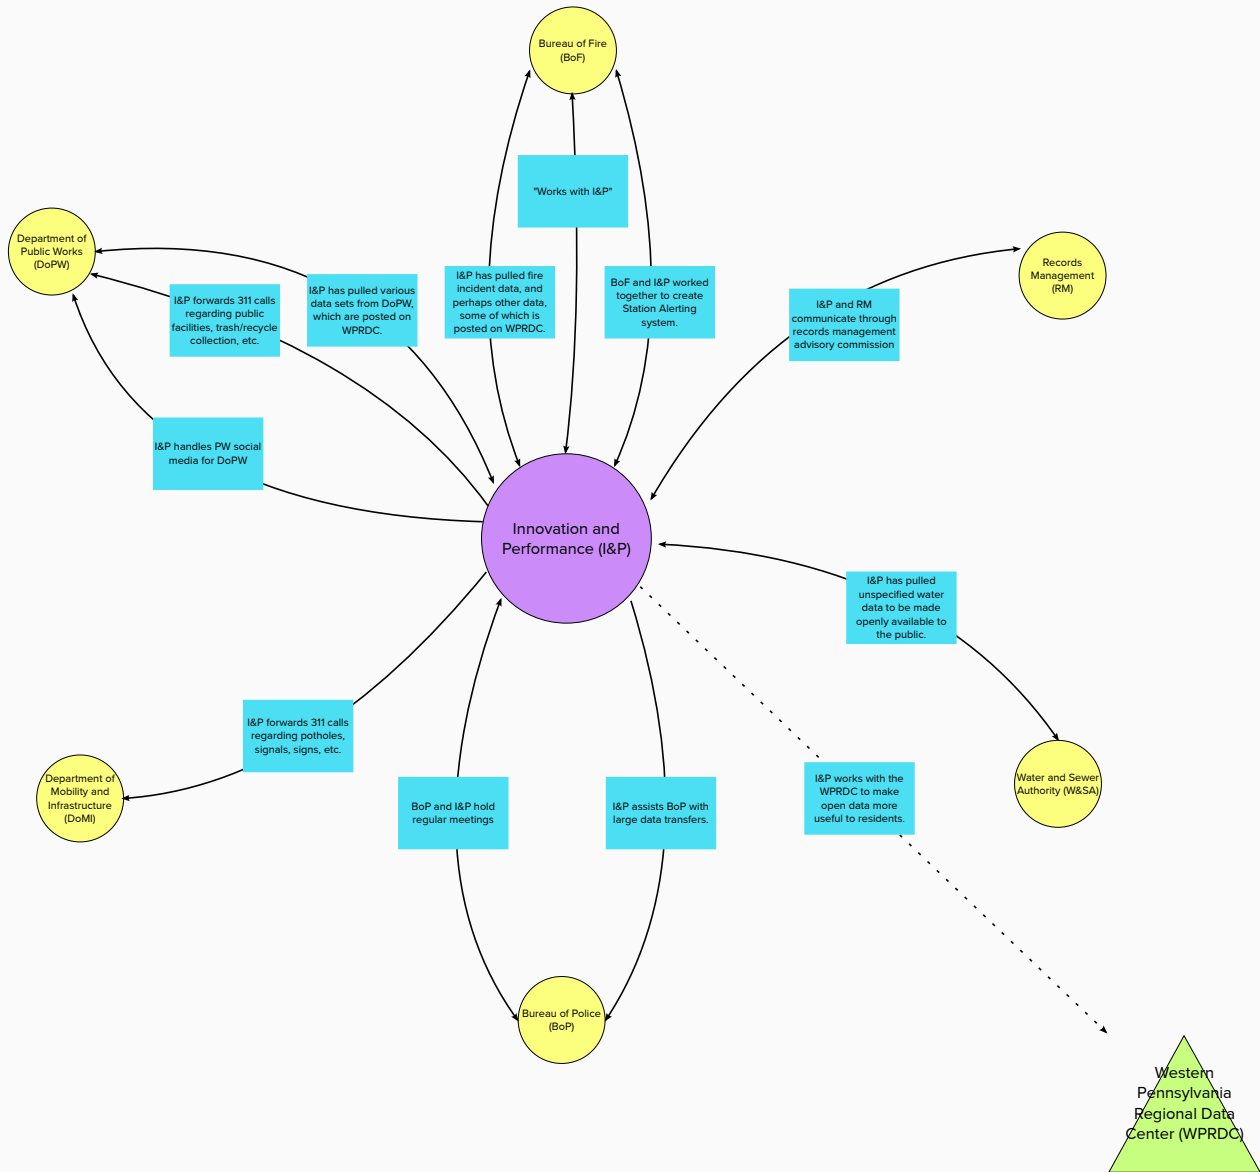 Bureau of Fire
(BoF)
"Works with I&P"
Department of
Public Works
(DoPW)
Records
Management
(RM)
I&P has pulled various
data sets from DoPW,
which are posted on
WPRDC.
I&P forwards 311 calls
regarding public
facilities, trash/recycle
collection, etc.
I&P has pulled fire
incident data, and
perhaps other data,
some of which is
posted on WPRDC.
BoF and I&P worked
together to create
Station Alerting
system.
I&P and RM
communicate through
records management
advisory commission
I&P handles PW social
media for DoPW
Innovation and
Performance (I&P)
I&P has pulled
unspecified water
data to be made
openly available to
the public.
I&P forwards 311 calls
regarding potholes,
signals, signs, etc.
Department of
Mobility and
Infrastructure
(DoMI)
BoP and I&P hold
regular meetings
I&P assists BoP with
large data transfers.
I&P works with the
WPRDC to make
open data more
useful to residents.
Water and Sewer
Authority (W&SA)
Bureau of Police
(BoP)
Western
Pennsylvania
Regional Data
Center (WPRDC)